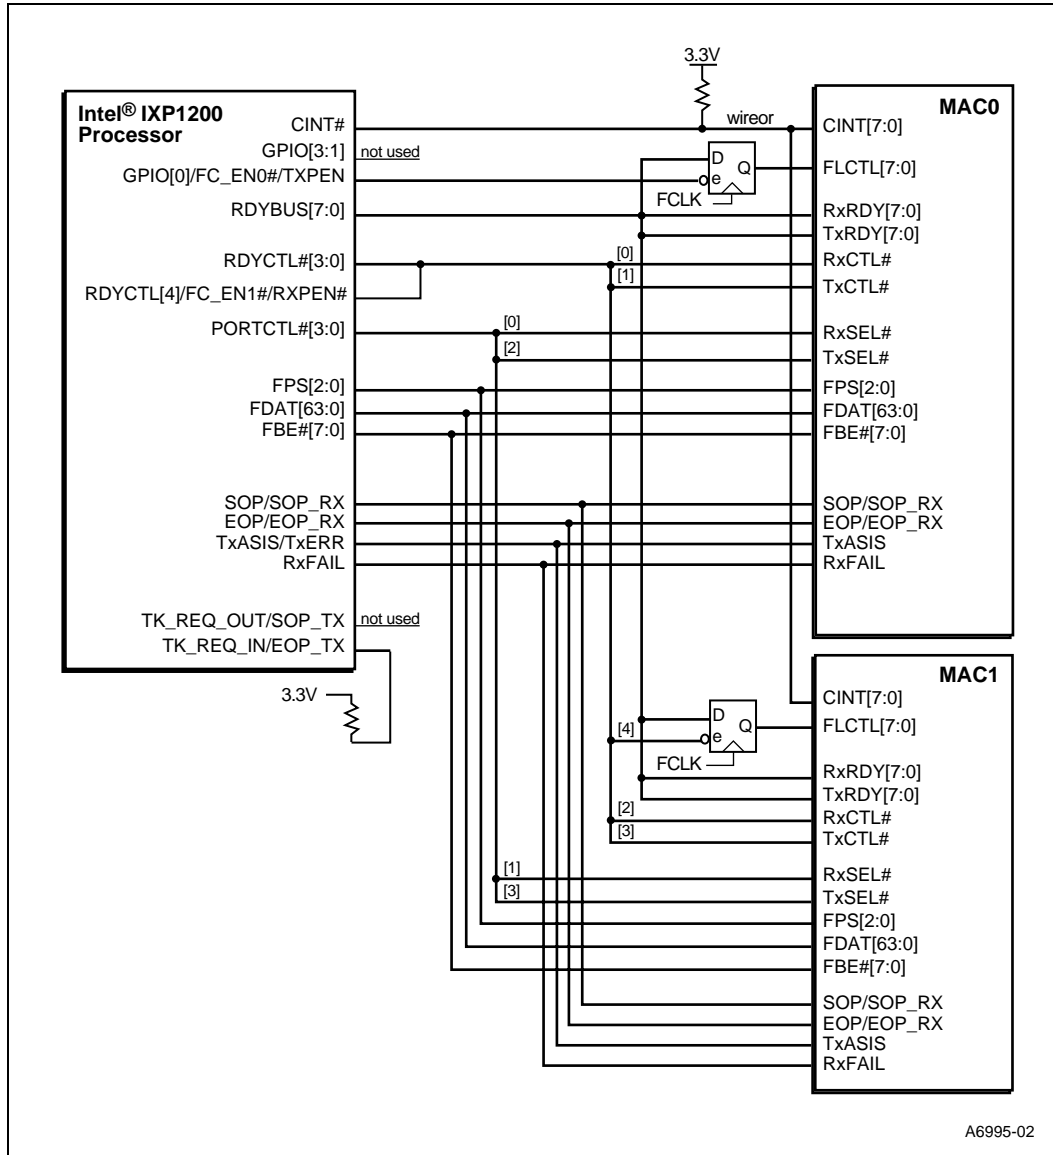 3.3V
Intel® IXP1200
Processor
CINT#
GPIO[3:1]
not used
GPIO[0]/FC_EN0#/TXPEN
RDYBUS[7:0]
RDYCTL#[3:0]
RDYCTL[4]/FC_EN1#/RXPEN#
PORTCTL#[3:0]
FPS[2:0]
FDAT[63:0]
FBE#[7:0]
SOP/SOP_RX
EOP/EOP_RX
TxASIS/TxERR
RxFAIL
TK_REQ_OUT/SOP_TX
not used
TK_REQ_IN/EOP_TX
3.3V
wireor
D
Q
e
FCLK
[0]
[1]
[0]
[2]
MAC0
CINT[7:0]
FLCTL[7:0]
RxRDY[7:0]
TxRDY[7:0]
RxCTL#
TxCTL#
RxSEL#
TxSEL#
FPS[2:0]
FDAT[63:0]
FBE#[7:0]
SOP/SOP_RX
EOP/EOP_RX
TxASIS
RxFAIL
D
Q
e
[4]
FCLK
[2]
[3]
[1]
[3]
MAC1
CINT[7:0]
FLCTL[7:0]
RxRDY[7:0]
TxRDY[7:0]
RxCTL#
TxCTL#
RxSEL#
TxSEL#
FPS[2:0]
FDAT[63:0]
FBE#[7:0]
SOP/SOP_RX
EOP/EOP_RX
TxASIS
RxFAIL
A6995-02